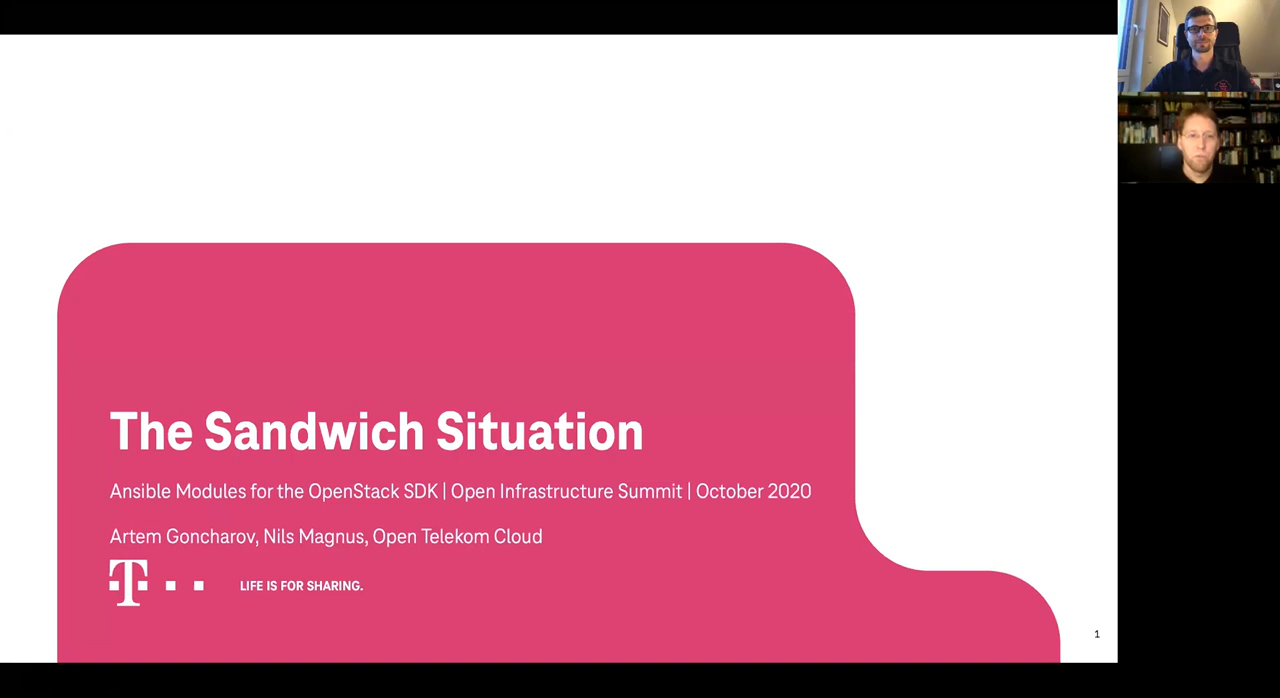 The Sandwich Situation
Ansible Modules for the OpenStack SDK | Open Infrastructure Summit | October 2020
Artem Goncharov, Nils Magnus, Open Telekom Cloud
T
LIFE IS FOR SHARING.
1